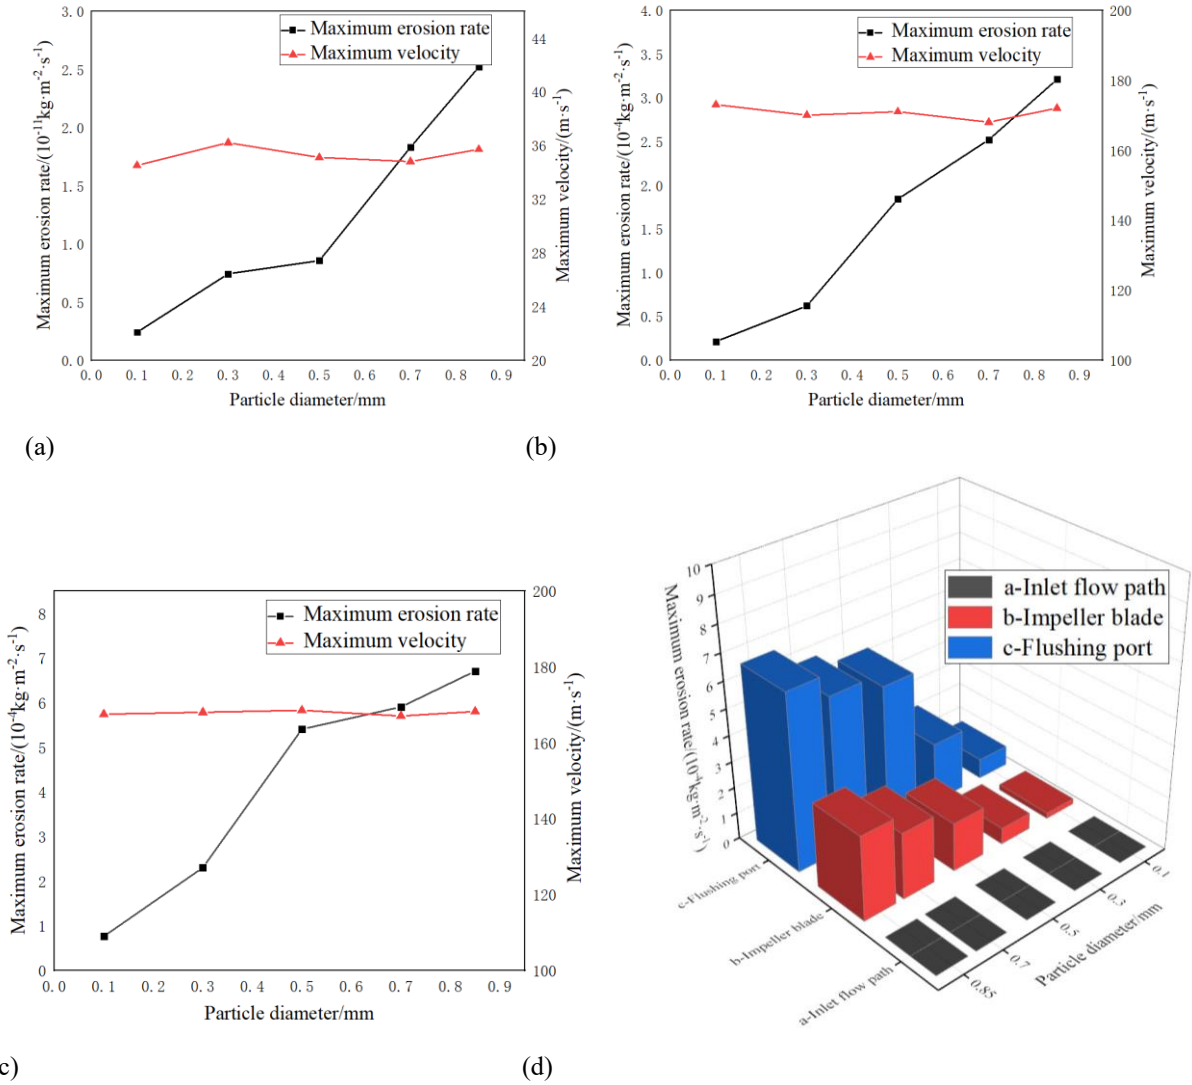 Maximum erosion rate
Maximum velocity
3.0
2.5
2.0
1.5
1.0
0.5
0.0
44
40
36
32
28
24
20
0.0 0.1 0.2 0.3 0.4 0.5 0.6 0.7 0.8 0.9
Particle diameter/mm
Maximum erosion rate/(10⁻¹¹kg·m⁻²·s⁻¹)
Maximum velocity/(m·s⁻¹)
(a)
Maximum erosion rate
Maximum velocity
4.0
3.5
3.0
2.5
2.0
1.5
1.0
0.5
0.0
200
180
160
140
120
100
0.0 0.1 0.2 0.3 0.4 0.5 0.6 0.7 0.8 0.9
Particle diameter/mm
Maximum erosion rate/(10⁻⁴kg·m⁻²·s⁻¹)
Maximum velocity/(m·s⁻¹)
(b)
Maximum erosion rate
Maximum velocity
8
7
6
5
4
3
2
1
0
200
180
160
140
120
100
0.0 0.1 0.2 0.3 0.4 0.5 0.6 0.7 0.8 0.9
Particle diameter/mm
Maximum erosion rate/(10⁻⁴kg·m⁻²·s⁻¹)
Maximum velocity/(m·s⁻¹)
c)
a-Inlet flow path
b-Impeller blade
c-Flushing port
10
9
8
7
6
5
4
3
2
1
0
Maximum erosion rate/(10⁻⁴kg·m⁻²·s⁻¹)
c-Flushing port
b-Impeller blade
a-Inlet flow path
0.85
0.7
0.5
0.3
0.1
Particle diameter/mm
(d)